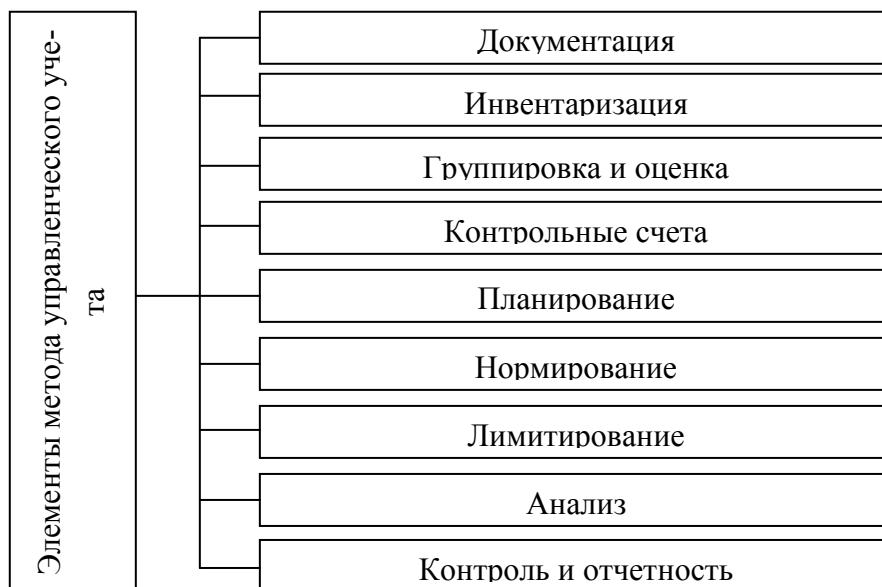 Элементы метода управленческого уче-
та
Документация
Инвентаризация
Группировка и оценка
Контрольные счета
Планирование
Нормирование
Лимитирование
Анализ
Контроль и отчетность